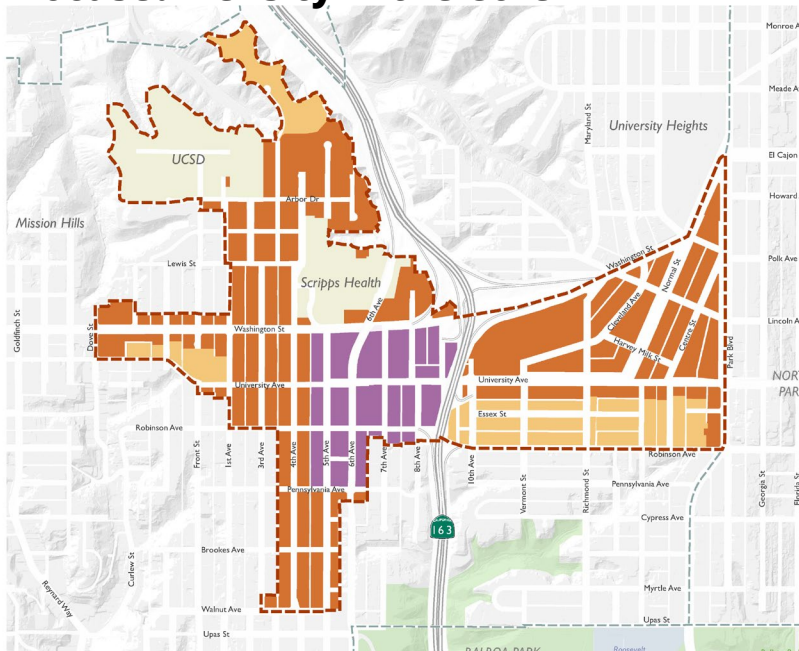 Monroe A
Meade A
Maryland St
University Heights
El Cajon
UCSD
Arbor Dr
Howard
Mission Hills
Washington St
Polk Ave
Lewis St
Normal St
Scripps Health
6th Ave
Cleveland Ave
Goldfinch St
Dove St
Washington St
Lincoln A
Centre St
Harvey Milk St
Park Blvd
University Ave
University Ave
NOR
PAR
Essex St
Robinson Ave
Front St
1st Ave
3rd Ave
4th Ave
5th Ave
6th Ave
7th Ave
8th Ave
10th Ave
Robinson Ave
Vermont St
Richmond St
Pennsylvania Ave
Pennsylvania Ave
Georgia St
Florida S
Cypress Ave
163
Brookes Ave
Curlew St
Reynard Way
Myrtle Ave
Walnut Ave
Upas St
Upas St
BALBOA PARK
Roosevelt